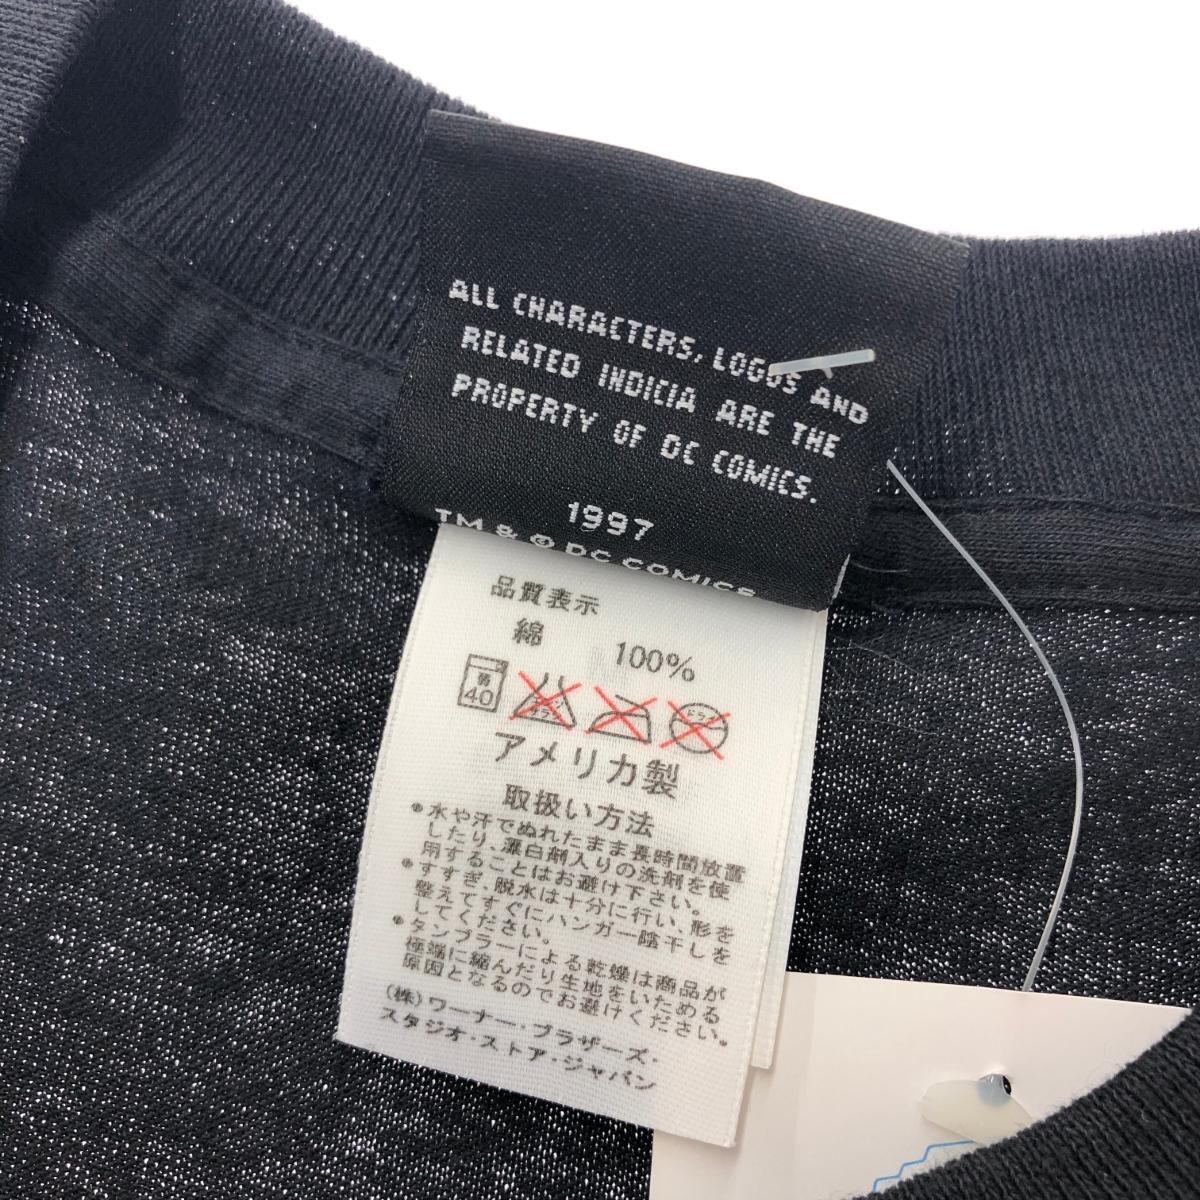 ALL CHARACTERS, LOGOS AND
RELATED INDICIA ARE THE
PROPERTY OF DC COMICS.
1997
TM & © DC COMICS
品質表示
綿 100%
弱
40
ドライ
アメリカ製
取扱い方法
●水や汗でぬれたまま長時間放置
したり、漂白剤入りの洗剤を使
用することはお避け下さい。
●すすぎ、脱水は十分に行い、形を
整えてすぐにハンガー陰干しを
してください。
●タンブラーによる乾燥は商品が
極端に縮んだり生地をいためる
原因となるのでお避けください。
(株)ワーナー・ブラザーズ・
スタジオ・ストア・ジャパン